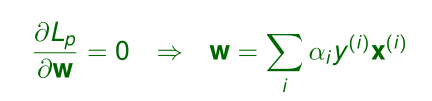 ∂L_p/∂w = 0 ⇒ w = ∑_i α_i y^(i) x^(i)